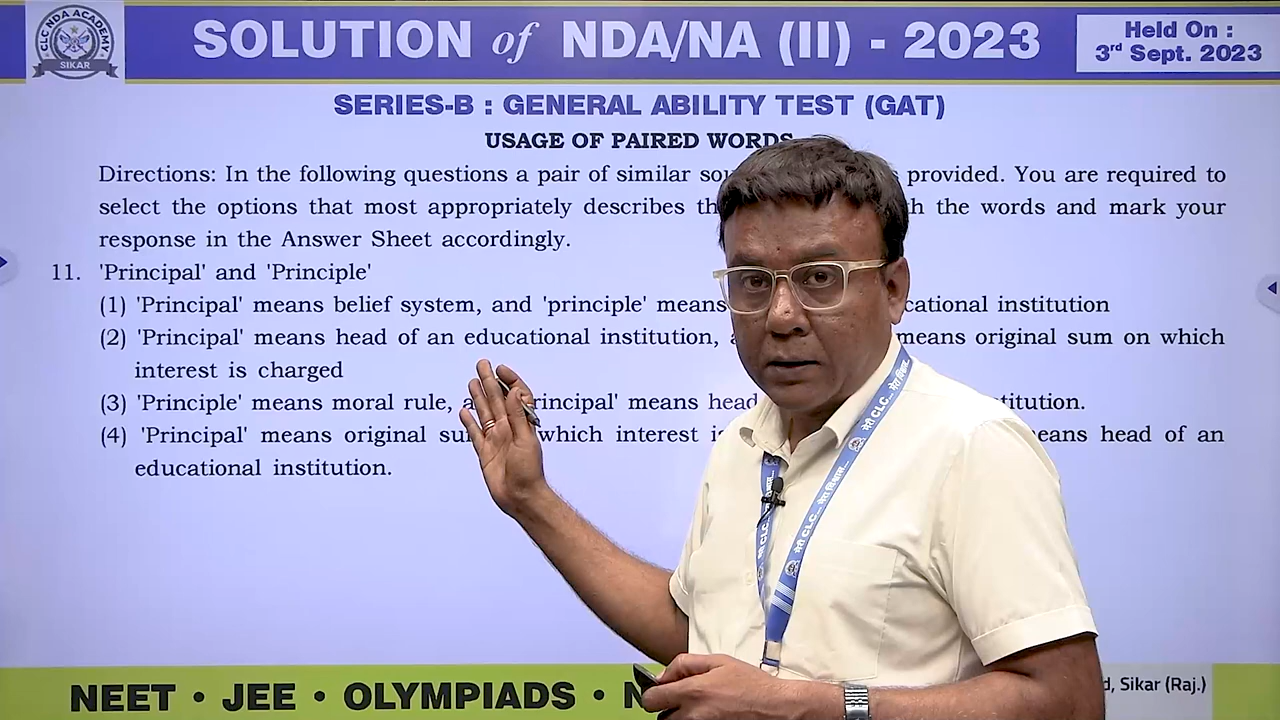 CLC NDA ACADEMY
SIKAR
SOLUTION of NDA/NA (II) - 2023
Held On :
3rd Sept. 2023
SERIES-B : GENERAL ABILITY TEST (GAT)
USAGE OF PAIRED WORDS
Directions: In the following questions a pair of similar provided. You are required to
select the options that most appropriately describes the words and mark your
response in the Answer Sheet accordingly.
11. 'Principal' and 'Principle'
(1) 'Principal' means belief system, and 'principle' means institution
(2) 'Principal' means head of an educational institution, means original sum on which
interest is charged
(3) 'Principle' means moral rule, means head
(4) 'Principal' means original which interest head of an
educational institution.
CLC...
CLC...
NEET • JEE • OLYMPIADS •
Sikar (Raj.)